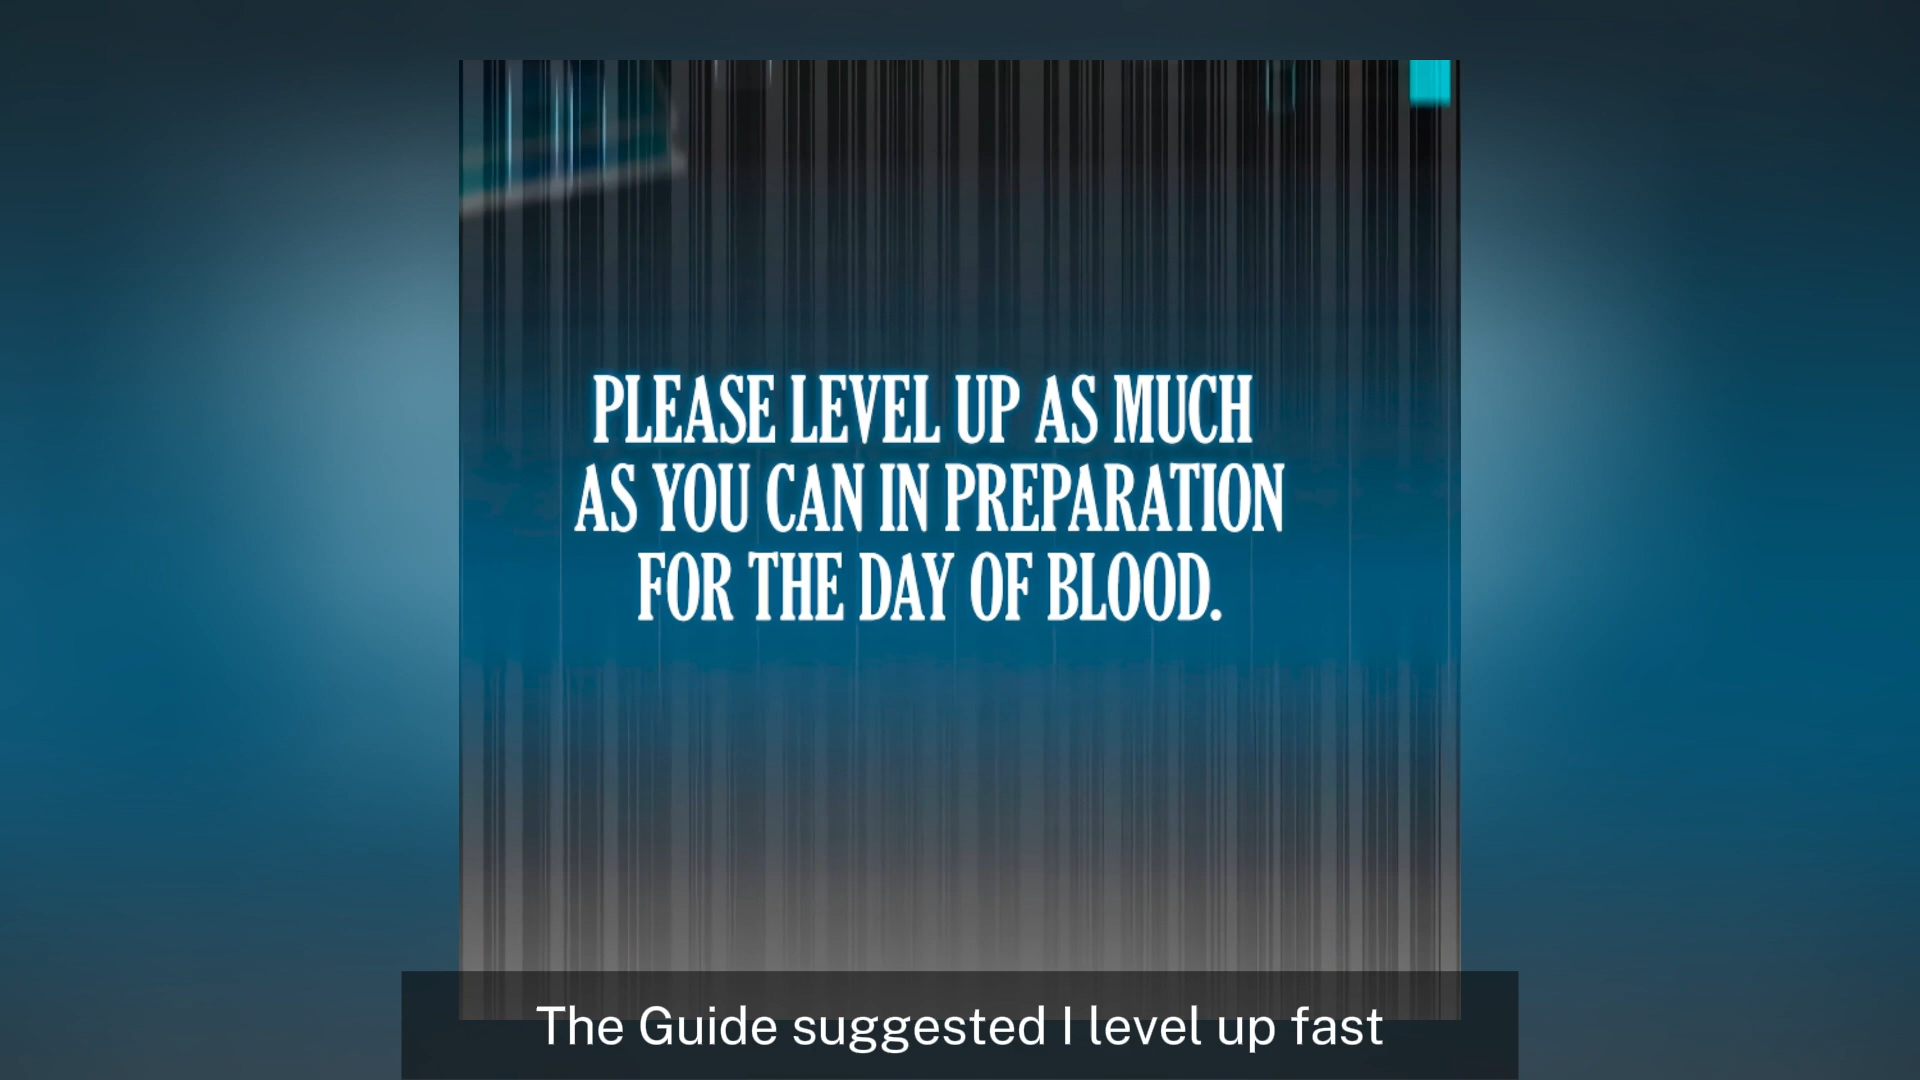 PLEASE LEVEL UP AS MUCH
AS YOU CAN IN PREPARATION
FOR THE DAY OF BLOOD.
The Guide suggested I level up fast